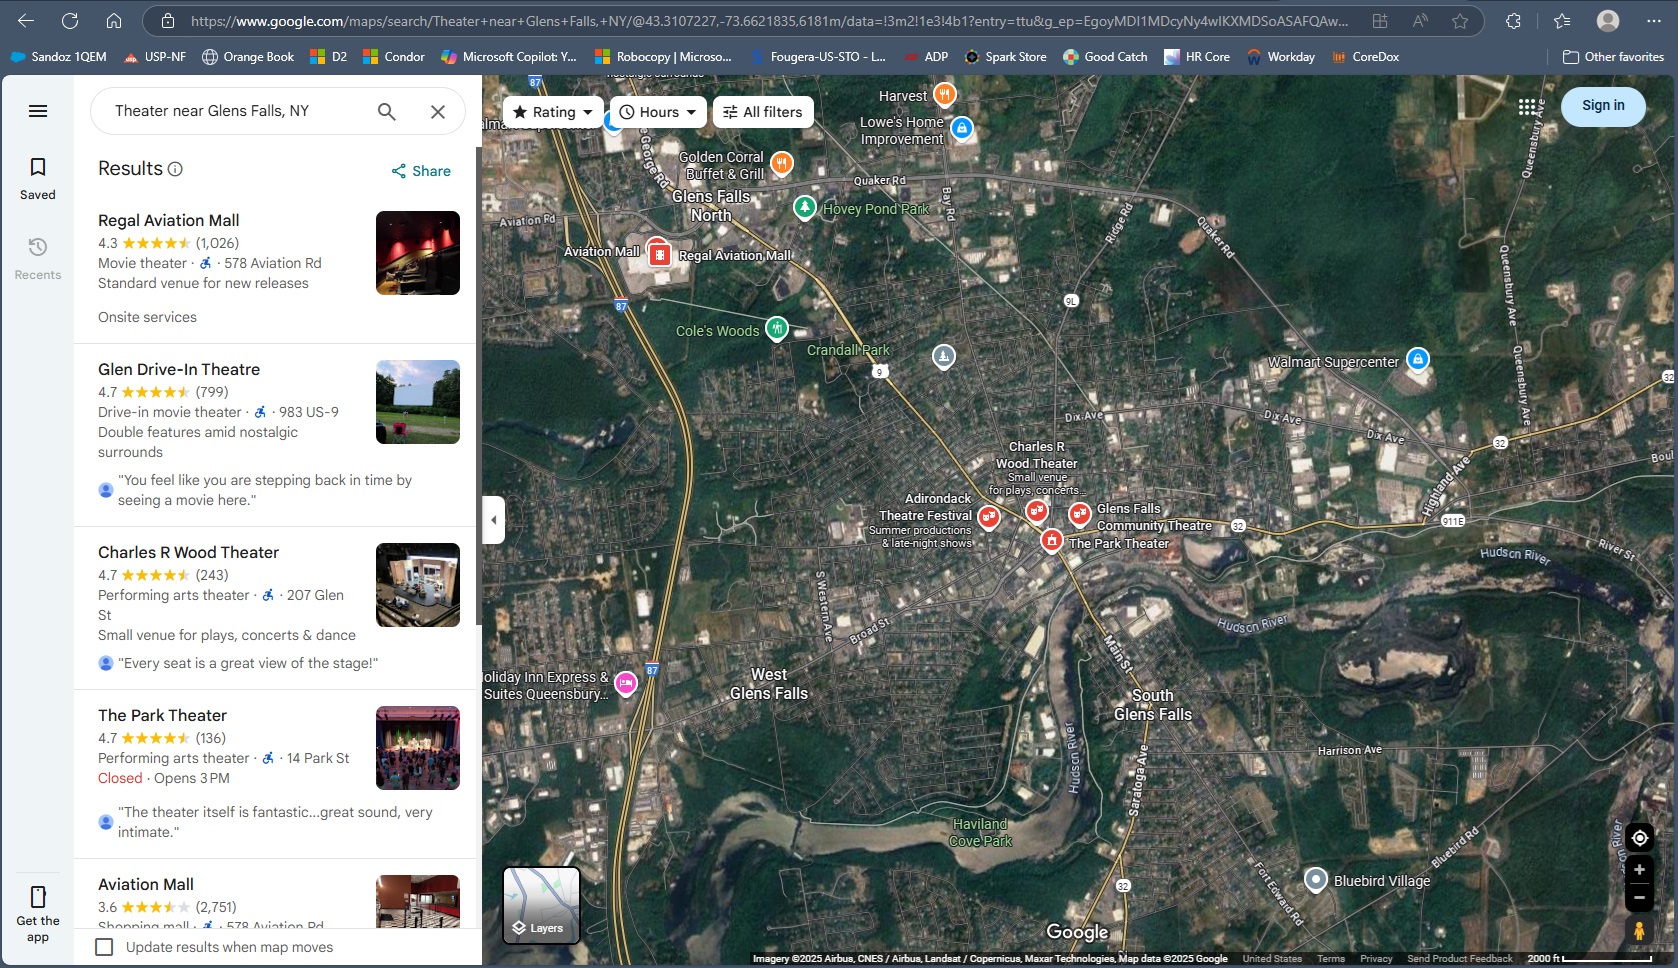 https://www.google.com/maps/search/Theater+near+Glens+Falls,+NY/@43.3107227,-73.6621835,6181m/data=!3m2!1e3!4b1?entry=ttu&g_ep=EgoyMDI1MDcyNy4wIKXMDSoASAFQAw...
Sandoz 1QEM
USP-NF
Orange Book
D2
Condor
Microsoft Copilot: Y...
Robocopy | Microso...
Fougera-US-STO - L...
ADP
Spark Store
Good Catch
HR Core
Workday
CoreDox
Other favorites
Saved
Recents
Get the
app
Theater near Glens Falls, NY
Results
Share
Regal Aviation Mall
4.3 (1,026)
Movie theater · · 578 Aviation Rd
Standard venue for new releases
Onsite services
Glen Drive-In Theatre
4.7 (799)
Drive-in movie theater · · 983 US-9
Double features amid nostalgic
surrounds
"You feel like you are stepping back in time by
seeing a movie here."
Charles R Wood Theater
4.7 (243)
Performing arts theater · · 207 Glen
St
Small venue for plays, concerts & dance
"Every seat is a great view of the stage!"
The Park Theater
4.7 (136)
Performing arts theater · · 14 Park St
Closed · Opens 3 PM
"The theater itself is fantastic...great sound, very
intimate."
Aviation Mall
3.6 (2,751)
Shopping mall · · 578 Aviation Rd
Update results when map moves
Rating
Hours
All filters
Sign in
87
Harvest
Lowe's Home
Improvement
Golden Corral
Buffet & Grill
Glens Falls
North
Quaker Rd
Bay Rd
Hovey Pond Park
Aviation Rd
Aviation Mall
Regal Aviation Mall
Ridge Rd
Quaker Rd
Queensbury Ave
Queensbury Ave
Queensbury Ave
87
9L
Cole's Woods
Crandall Park
9
Walmart Supercenter
32
Dix Ave
Dix Ave
Dix Ave
32
Highland Ave
Boul
Charles R
Wood Theater
Small venue
for plays, concerts...
Adirondack
Theatre Festival
Summer productions
& late-night shows
Glens Falls
Community Theatre
The Park Theater
32
911E
Hudson River
River St
S Western Ave
Broad St
Hudson River
Main St
87
Holiday Inn Express &
Suites Queensbury...
West
Glens Falls
South
Glens Falls
Hudson River
Saraloga Ave
Harrison Ave
Haviland
Cove Park
Bluebird Rd
Bluebird Village
32
Fort Edward Rd
Layers
Google
Imagery ©2025 Airbus, CNES / Airbus, Landsat / Copernicus, Maxar Technologies, Map data ©2025 Google
United States
Terms
Privacy
Send Product Feedback
2000 ft